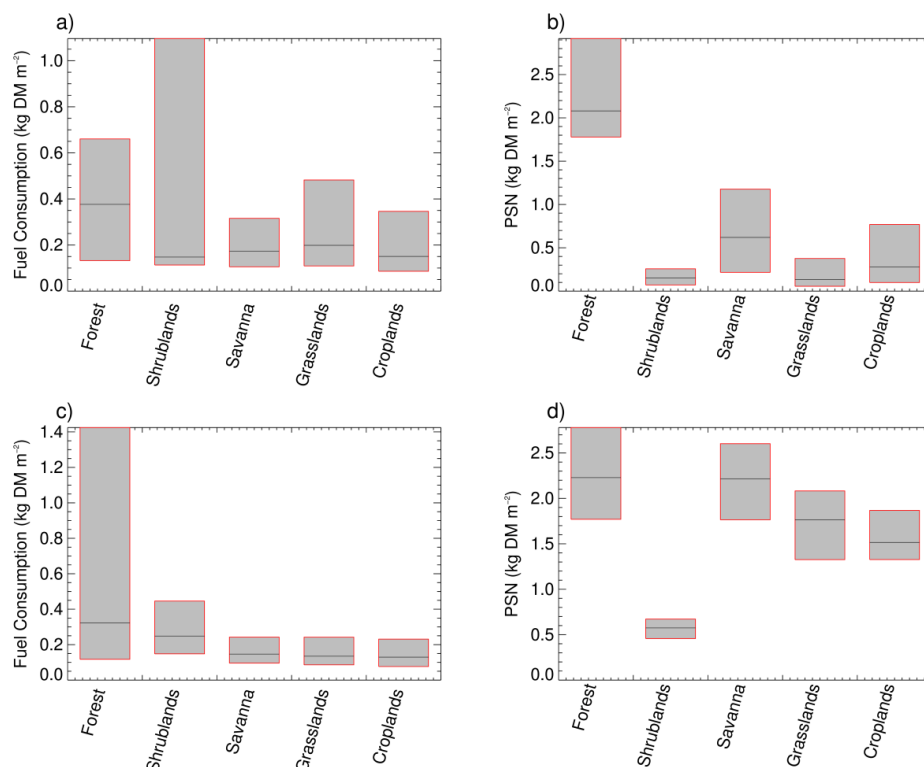 a)
Fuel Consumption (kg DM m⁻²)
1.0
0.8
0.6
0.4
0.2
0.0
Forest
Shrublands
Savanna
Grasslands
Croplands
b)
PSN (kg DM m⁻²)
2.5
2.0
1.5
1.0
0.5
0.0
Forest
Shrublands
Savanna
Grasslands
Croplands
c)
Fuel Consumption (kg DM m⁻²)
1.4
1.2
1.0
0.8
0.6
0.4
0.2
0.0
Forest
Shrublands
Savanna
Grasslands
Croplands
d)
PSN (kg DM m⁻²)
2.5
2.0
1.5
1.0
0.5
0.0
Forest
Shrublands
Savanna
Grasslands
Croplands